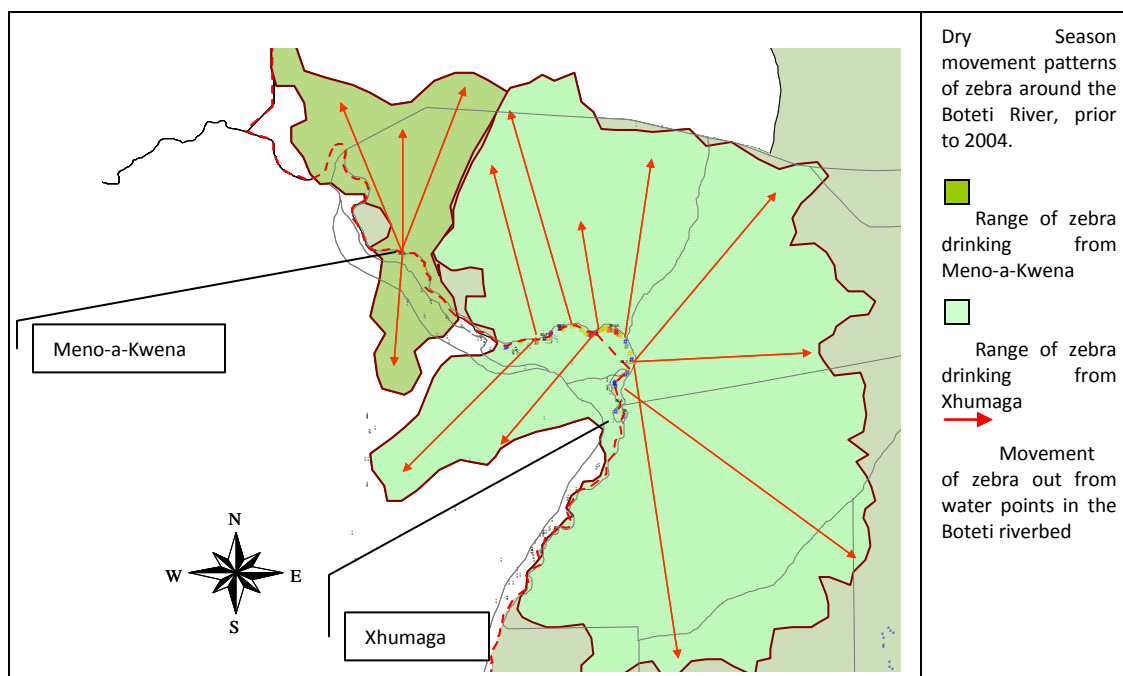 Meno-a-Kwena
N
W
E
S
Xhumaga
Dry Season
movement patterns
of zebra around the
Boteti River, prior
to 2004.
Range of zebra
drinking from
Meno-a-Kwena
Range of zebra
drinking from
Xhumaga
Movement
of zebra out from
water points in the
Boteti riverbed